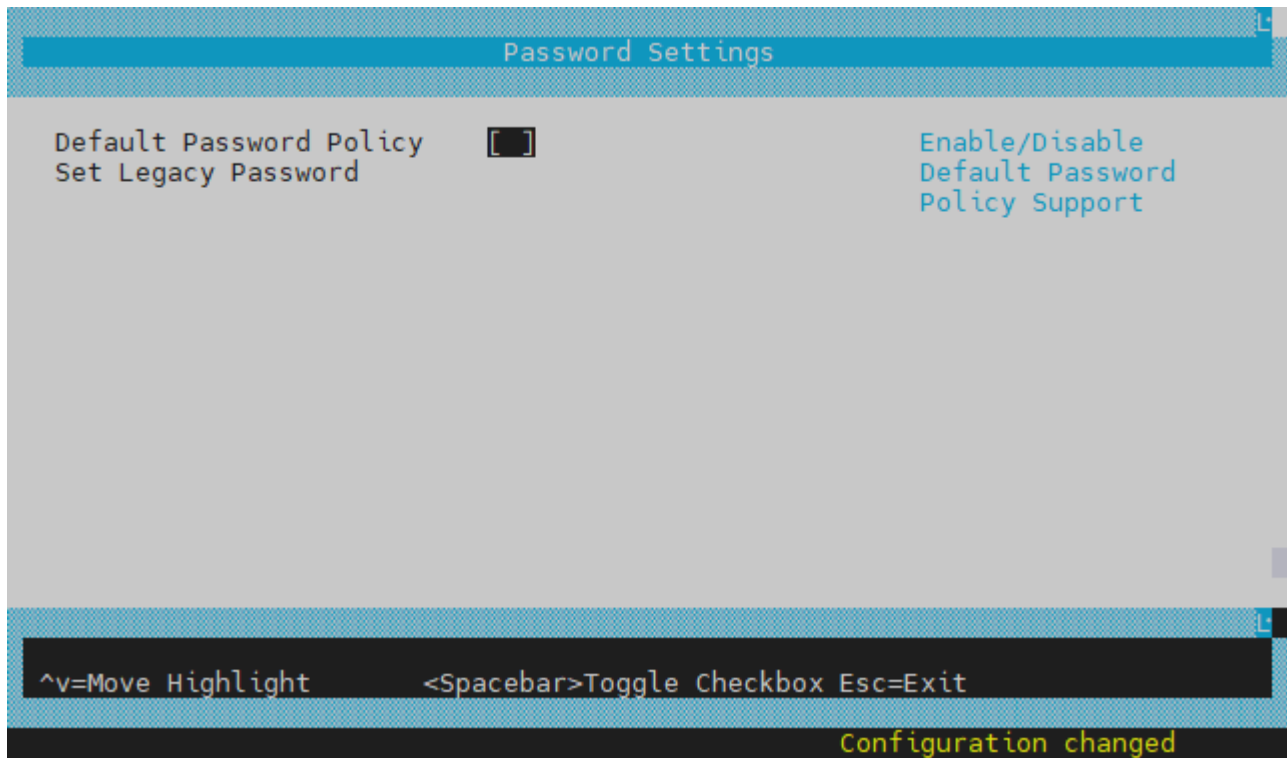 Password Settings
Default Password Policy [ ] Enable/Disable
Set Legacy Password Default Password
Policy Support
^v=Move Highlight <Spacebar>Toggle Checkbox Esc=Exit
Configuration changed